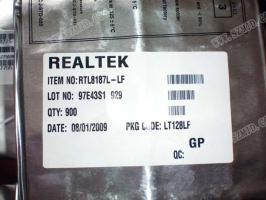 REALTEK
ITEM NO:RTL8187L-LF
LOT NO: 97E43S1 929
QTY: 900
DATE: 08/01/2009 PKG CODE: LT128LF
GP
QC: